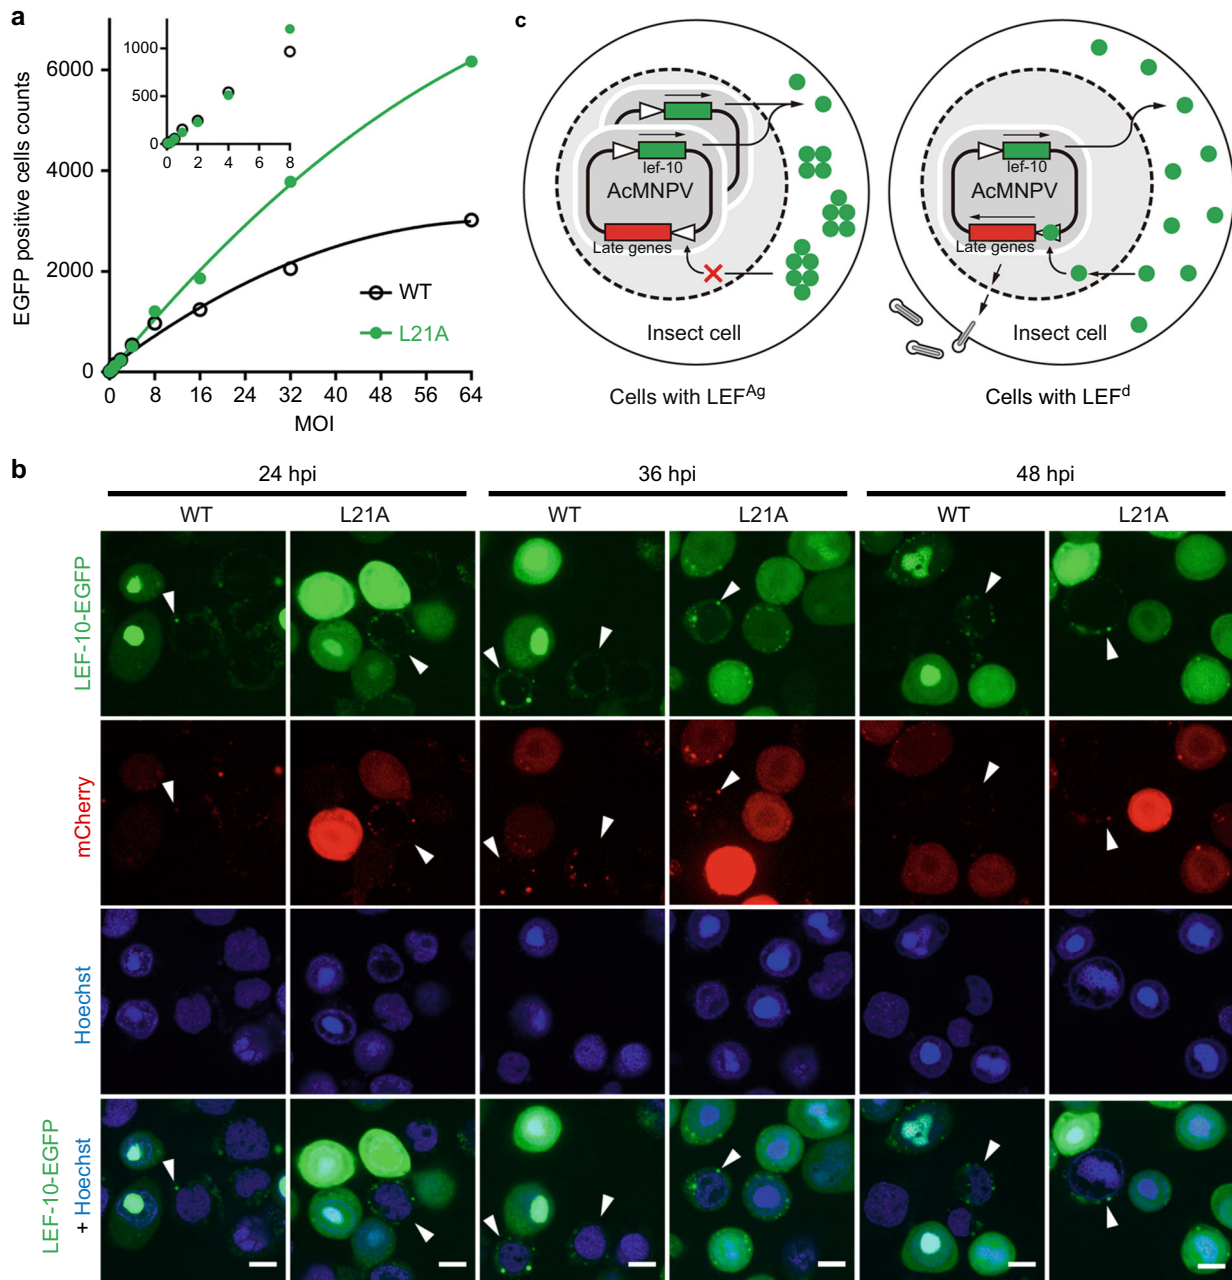 a
EGFP positive cells counts
6000
4000
2000
0
0 8 16 24 32 40 48 56 64
MOI
1000
500
0
0 2 4 6 8
WT
L21A
c
lef-10
AcMNPV
Late genes
Insect cell
Cells with LEF^Ag
lef-10
AcMNPV
Late genes
Insect cell
Cells with LEF^d
b
24 hpi 36 hpi 48 hpi
WT L21A WT L21A WT L21A
LEF-10-EGFP
mCherry
Hoechst
LEF-10-EGFP
+ Hoechst